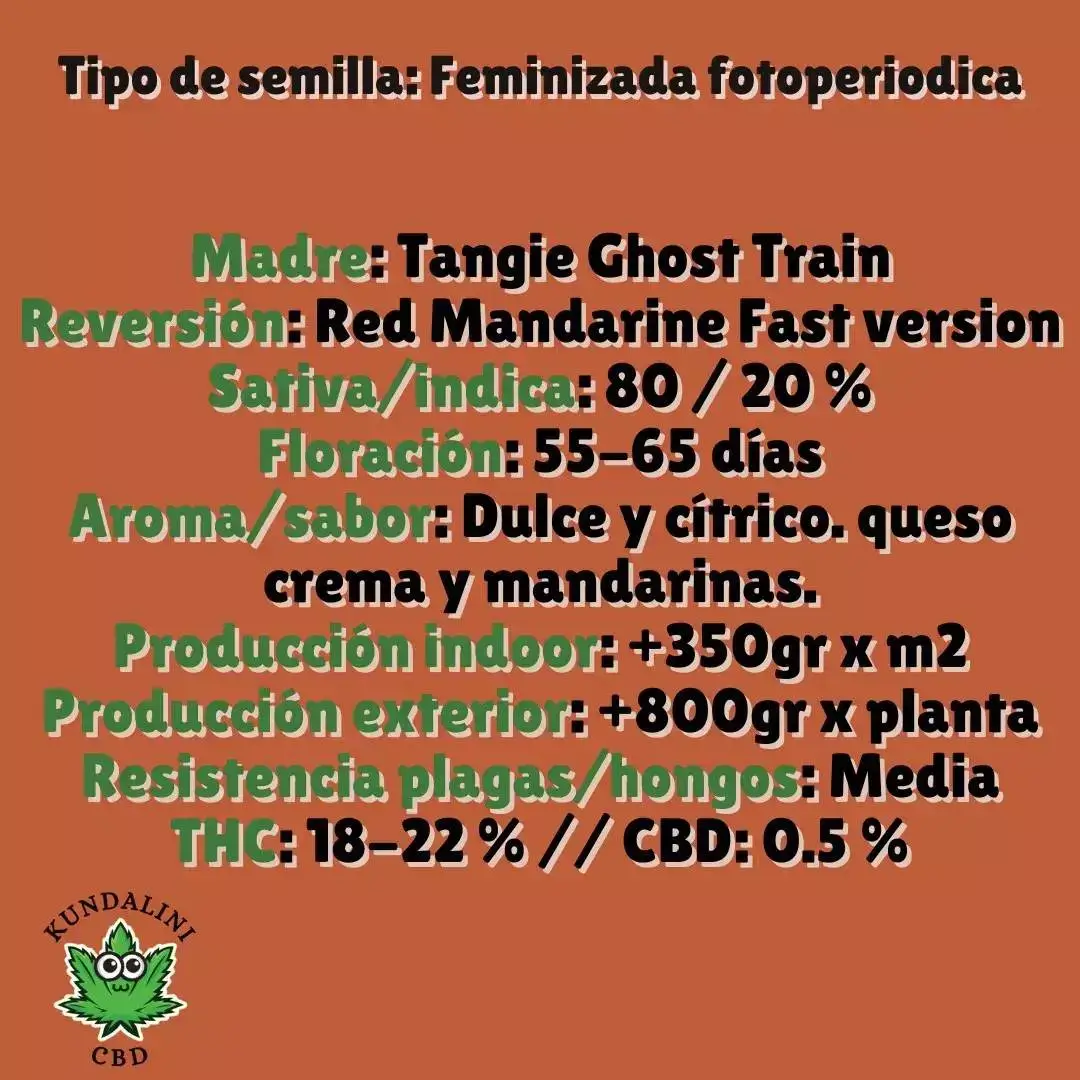 Tipo de semilla: Feminizada fotoperiodica
Madre: Tangie Ghost Train
Reversión: Red Mandarine Fast version
Sativa/indica: 80 / 20 %
Floración: 55-65 días
Aroma/sabor: Dulce y cítrico. queso
crema y mandarinas.
Producción indoor: +350gr x m2
Producción exterior: +800gr x planta
Resistencia plagas/hongos: Media
THC: 18-22 % // CBD: 0.5 %
KUNDALINI
CBD